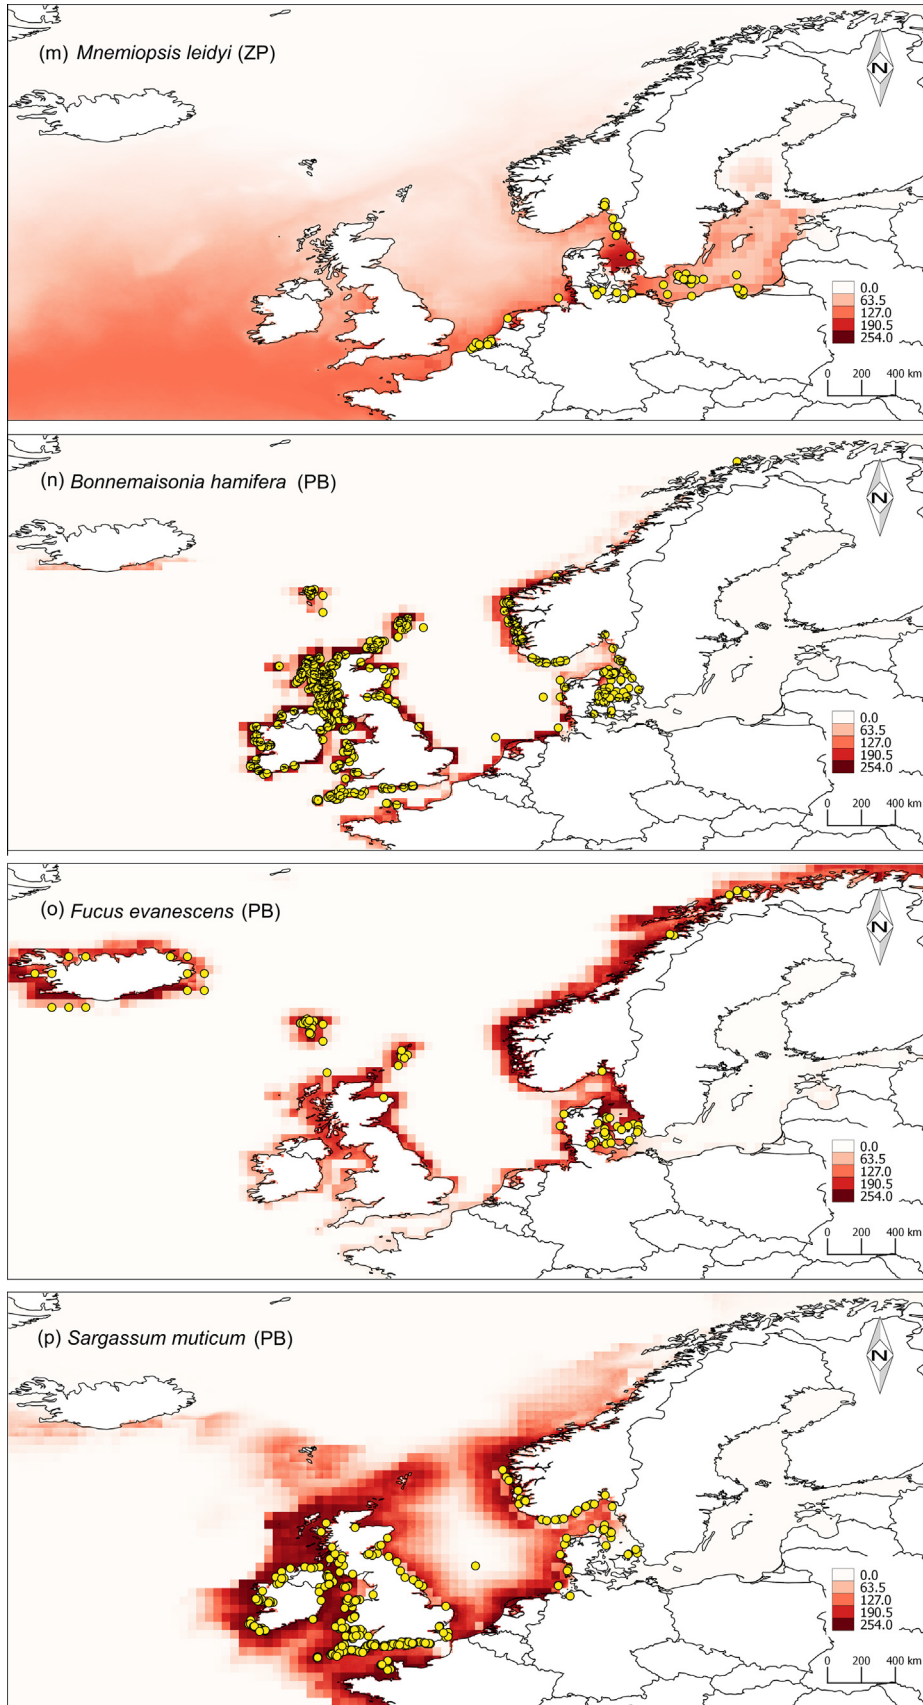 (m) Mnemiopsis leidyi (ZP)
N
0.0
63.5
127.0
190.5
254.0
0 200 400 km
(n) Bonnemaisonia hamifera (PB)
N
0.0
63.5
127.0
190.5
254.0
0 200 400 km
(o) Fucus evanescens (PB)
N
0.0
63.5
127.0
190.5
254.0
0 200 400 km
(p) Sargassum muticum (PB)
N
0.0
63.5
127.0
190.5
254.0
0 200 400 km